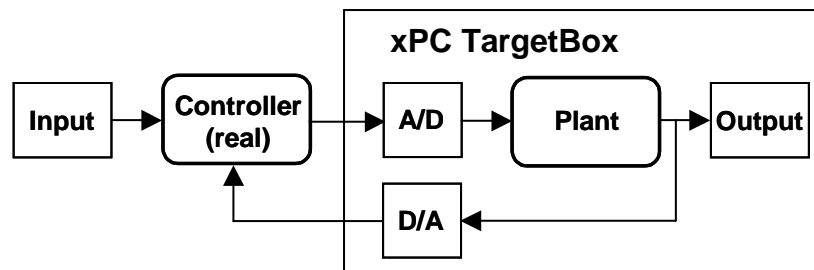 xPC TargetBox
Input
Controller
(real)
A/D
Plant
Output
D/A